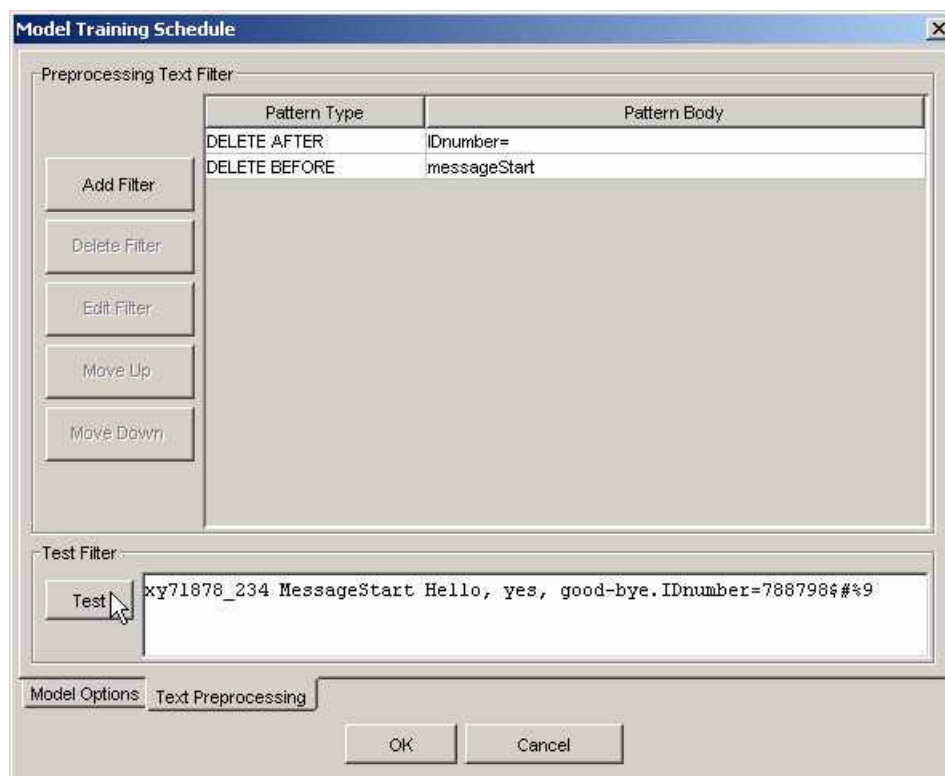 Model Training Schedule
Preprocessing Text Filter
Pattern Type Pattern Body
DELETE AFTER IDnumber=
DELETE BEFORE messageStart
Add Filter
Delete Filter
Edit Filter
Move Up
Move Down
Test Filter
Test xy71878_234 MessageStart Hello, yes, good-bye.IDnumber=788798$#%9
Model Options Text Preprocessing
OK Cancel